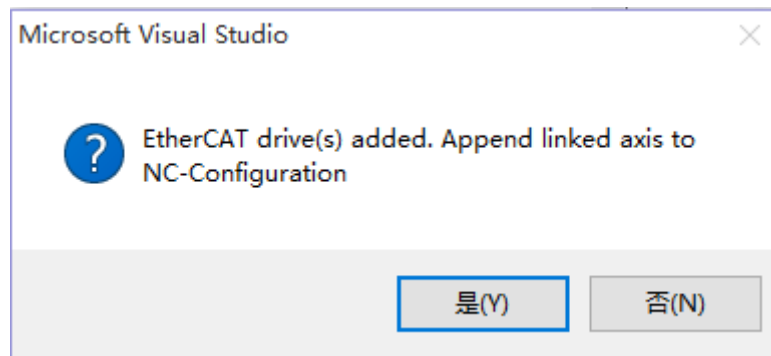 Microsoft Visual Studio
EtherCAT drive(s) added. Append linked axis to
NC-Configuration
是(Y)
否(N)